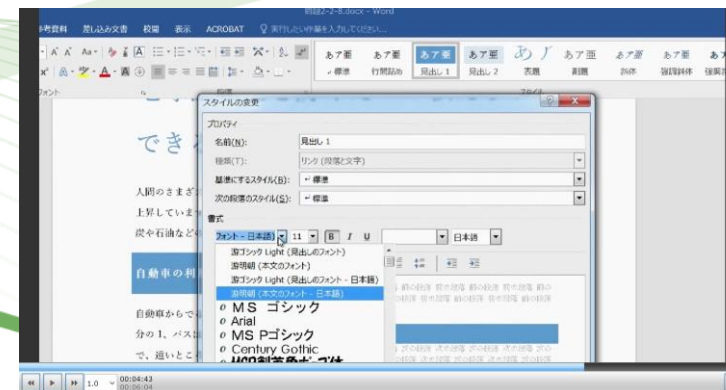 問題2-2-8.docx - Word
参考資料 差し込み文書 校閲 表示 ACROBAT 実行したい作業を入力してください...
あア亜 あア亜 あア亜 あア亜 あア亜 あア亜 あア亜 あア亜
標準 行間詰め 見出し 1 見出し 2 表題 副題 斜体 強調斜体
フォント 段落 スタイル
スタイルの変更
プロパティ
名前(N): 見出し 1
種類(T): リンク (段落と文字)
基準にするスタイル(B): 標準
次の段落のスタイル(S): 標準
書式
フォント - 日本語) 11 B I U 日本語
游ゴシック Light (見出しのフォント)
游明朝 (本文のフォント)
游ゴシック Light (見出しのフォント - 日本語)
游明朝 (本文のフォント - 日本語)
MS ゴシック
Arial
MS Pゴシック
Century Gothic
でき
人間のさまざ
上昇していま
炭や石油などの
自動車の利
自動車からで
分の1、バスは
で、遠いとこ
1.0 00:04:43
00:06:04